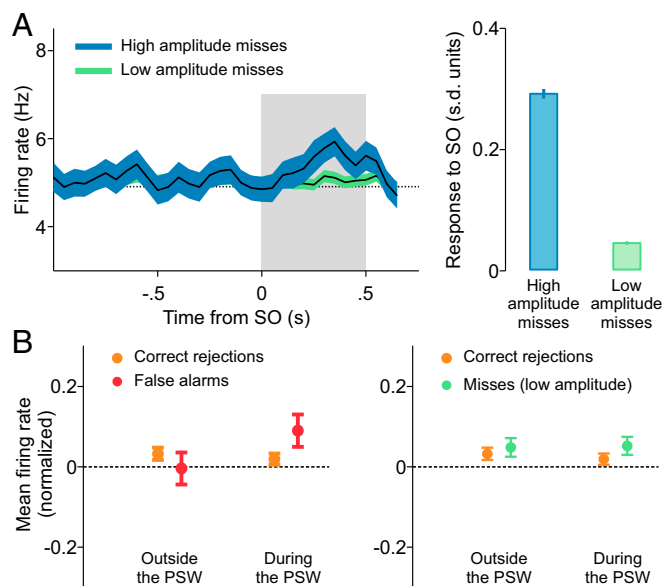 A
High amplitude misses
Low amplitude misses
Firing rate (Hz)
8
6
4
-.5
0
.5
Time from SO (s)
Response to SO (s.d. units)
0.4
0.2
0
High
amplitude
misses
Low
amplitude
misses
B
Correct rejections
False alarms
Mean firing rate
(normalized)
0.2
0
-0.2
Outside
the PSW
During
the PSW
Correct rejections
Misses (low amplitude)
0.2
0
-0.2
Outside
the PSW
During
the PSW